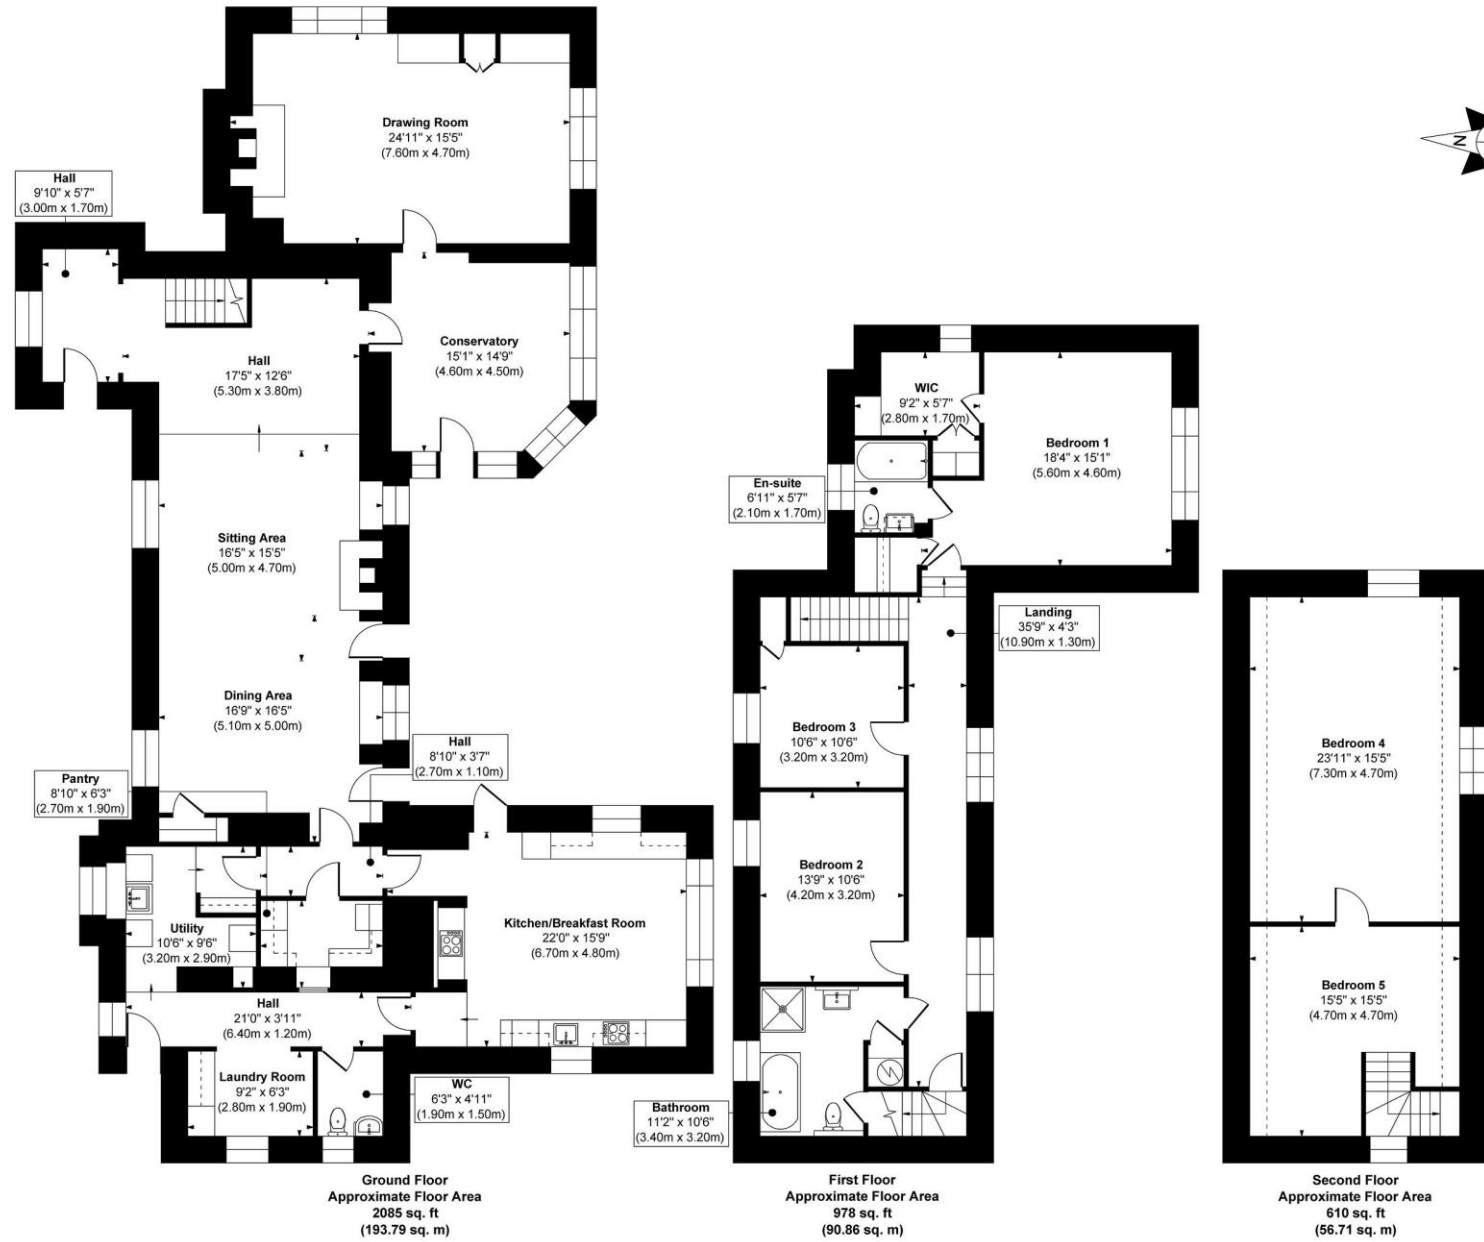 Drawing Room
24'11" x 15'5"
(7.60m x 4.70m)
N
Hall
9'10" x 5'7"
(3.00m x 1.70m)
Conservatory
15'1" x 14'9"
(4.60m x 4.50m)
Hall
17'5" x 12'6"
(5.30m x 3.80m)
WIC
9'2" x 5'7"
(2.80m x 1.70m)
Bedroom 1
18'4" x 15'1"
(5.60m x 4.60m)
En-suite
6'11" x 5'7"
(2.10m x 1.70m)
Sitting Area
16'5" x 15'5"
(5.00m x 4.70m)
Landing
35'9" x 4'3"
(10.90m x 1.30m)
Dining Area
16'9" x 16'5"
(5.10m x 5.00m)
Bedroom 3
10'6" x 10'6"
(3.20m x 3.20m)
Hall
8'10" x 3'7"
(2.70m x 1.10m)
Bedroom 4
23'11" x 15'5"
(7.30m x 4.70m)
Pantry
8'10" x 6'3"
(2.70m x 1.90m)
Bedroom 2
13'9" x 10'6"
(4.20m x 3.20m)
Utility
10'6" x 9'6"
(3.20m x 2.90m)
Kitchen/Breakfast Room
22'0" x 15'9"
(6.70m x 4.80m)
Bedroom 5
15'5" x 15'5"
(4.70m x 4.70m)
Hall
21'0" x 3'11"
(6.40m x 1.20m)
Laundry Room
9'2" x 6'3"
(2.80m x 1.90m)
WC
6'3" x 4'11"
(1.90m x 1.50m)
Bathroom
11'2" x 10'6"
(3.40m x 3.20m)
Ground Floor
Approximate Floor Area
2085 sq. ft
(193.79 sq. m)
First Floor
Approximate Floor Area
978 sq. ft
(90.86 sq. m)
Second Floor
Approximate Floor Area
610 sq. ft
(56.71 sq. m)